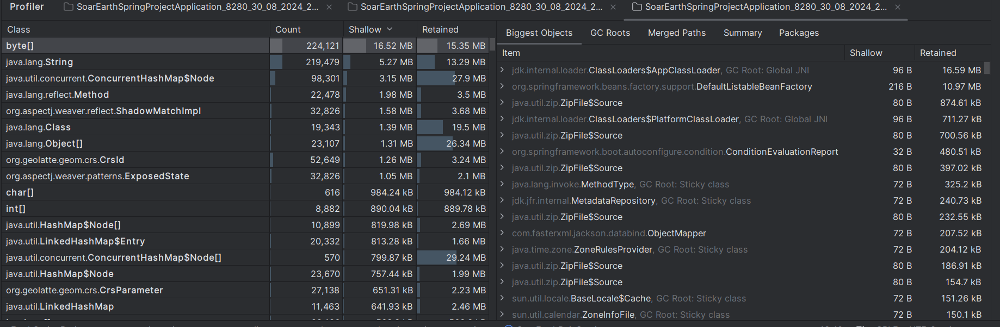 Profiler SoarEarthSpringProjectApplication_8280_30_08_2024_2... × SoarEarthSpringProjectApplication_8280_30_08_2024_2... × SoarEarthSpringProjectApplication_8280_30_08_2024_2... ×
Class Count Shallow Retained
byte[] 224,121 16.52 MB 15.35 MB
java.lang.String 219,479 5.27 MB 13.29 MB
java.util.concurrent.ConcurrentHashMap$Node 98,301 3.15 MB 27.9 MB
java.lang.reflect.Method 22,478 1.98 MB 3.5 MB
org.aspectj.weaver.reflect.ShadowMatchImpl 32,826 1.58 MB 3.68 MB
java.lang.Class 19,343 1.39 MB 19.5 MB
java.lang.Object[] 23,107 1.31 MB 26.34 MB
org.geolatte.geom.crs.CrsId 52,649 1.26 MB 3.24 MB
org.aspectj.weaver.patterns.ExposedState 32,826 1.05 MB 2.1 MB
char[] 616 984.24 kB 984.12 kB
int[] 8,882 890.04 kB 889.78 kB
java.util.HashMap$Node[] 10,899 819.98 kB 2.69 MB
java.util.LinkedHashMap$Entry 20,332 813.28 kB 1.66 MB
java.util.concurrent.ConcurrentHashMap$Node[] 570 799.87 kB 29.24 MB
java.util.HashMap$Node 23,670 757.44 kB 1.99 MB
org.geolatte.geom.crs.CrsParameter 27,138 651.31 kB 2.23 MB
java.util.LinkedHashMap 11,463 641.93 kB 2.46 MB
Biggest Objects GC Roots Merged Paths Summary Packages
Item Shallow Retained
jdk.internal.loader.ClassLoaders$AppClassLoader, GC Root: Global JNI 96 B 16.59 MB
org.springframework.beans.factory.support.DefaultListableBeanFactory 216 B 10.97 MB
java.util.zip.ZipFile$Source 80 B 874.61 kB
jdk.internal.loader.ClassLoaders$PlatformClassLoader, GC Root: Global JNI 96 B 711.27 kB
java.util.zip.ZipFile$Source 80 B 700.56 kB
org.springframework.boot.autoconfigure.condition.ConditionEvaluationReport 32 B 480.51 kB
java.util.zip.ZipFile$Source 80 B 397.02 kB
java.lang.invoke.MethodType, GC Root: Sticky class 72 B 325.2 kB
jdk.jfr.internal.MetadataRepository, GC Root: Sticky class 72 B 240.73 kB
java.util.zip.ZipFile$Source 80 B 232.55 kB
com.fasterxml.jackson.databind.ObjectMapper 72 B 207.52 kB
java.time.zone.ZoneRulesProvider, GC Root: Sticky class 72 B 204.12 kB
java.util.zip.ZipFile$Source 80 B 186.91 kB
java.util.zip.ZipFile$Source 80 B 154.7 kB
sun.util.locale.BaseLocale$Cache, GC Root: Sticky class 72 B 151.26 kB
sun.util.calendar.ZoneInfoFile, GC Root: Sticky class 72 B 150.1 kB